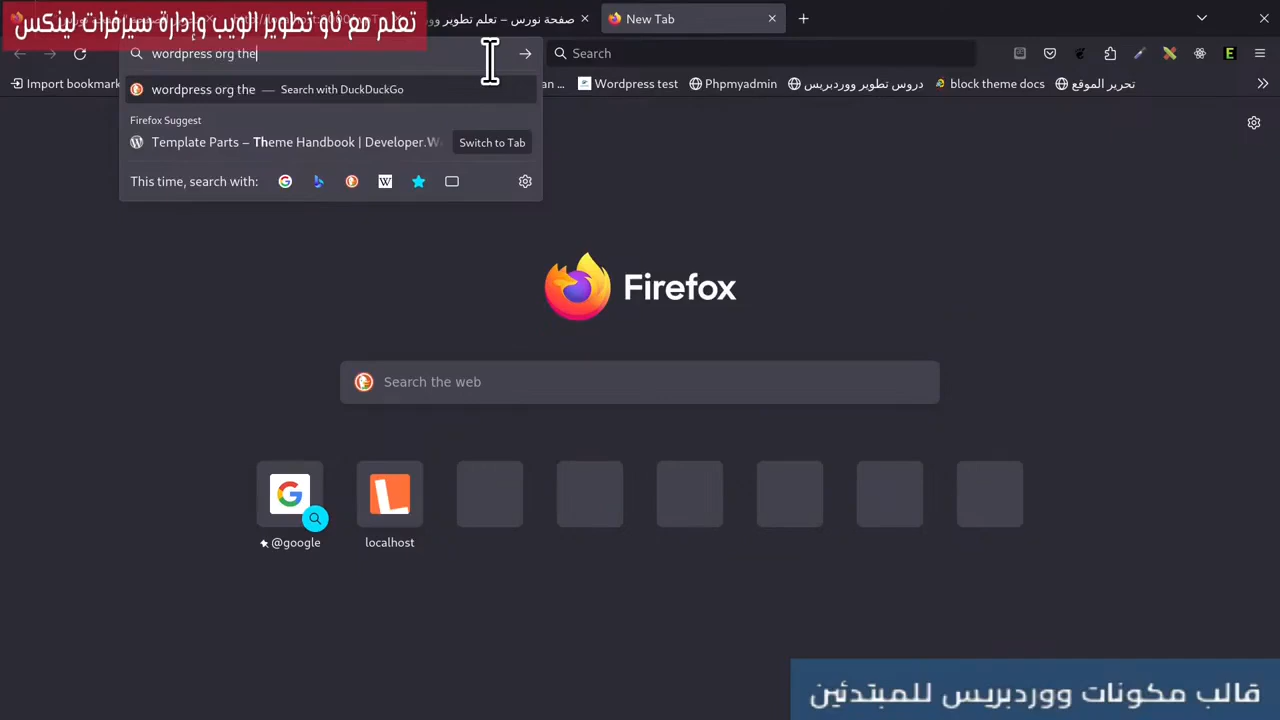 تعلم مع ناو تطوير الويب وإدارة سيرفرات لينكس
صفحة نورس – تعلم تطوير وو
New Tab
wordpress org the
Search
Import bookmark
Wordpress test
Phpmyadmin
دروس تطوير ووردبريس
block theme docs
تحرير الموقع
wordpress org the — Search with DuckDuckGo
Firefox Suggest
Template Parts – Theme Handbook | Developer.W
Switch to Tab
This time, search with:
Firefox
Search the web
@google
localhost
قالب مكونات ووردبريس للمبتدئين